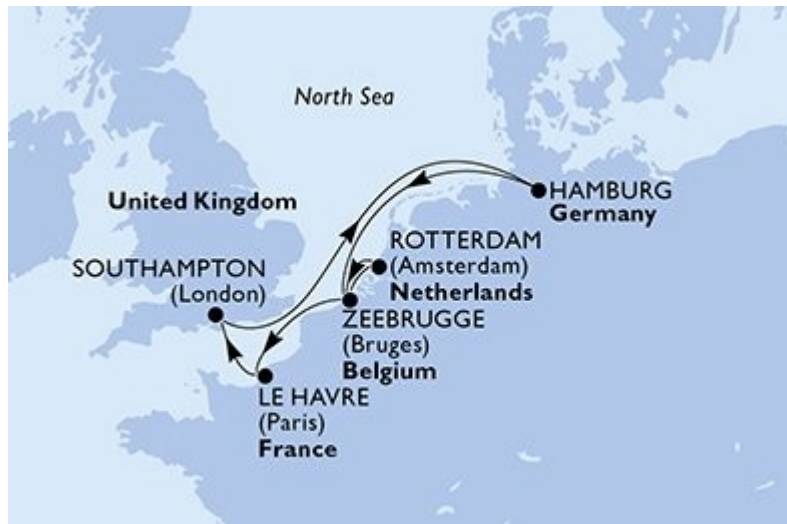 North Sea
United Kingdom
HAMBURG
Germany
ROTTERDAM
(Amsterdam)
Netherlands
SOUTHAMPTON
(London)
ZEEBRUGGE
(Bruges)
Belgium
LE HAVRE
(Paris)
France